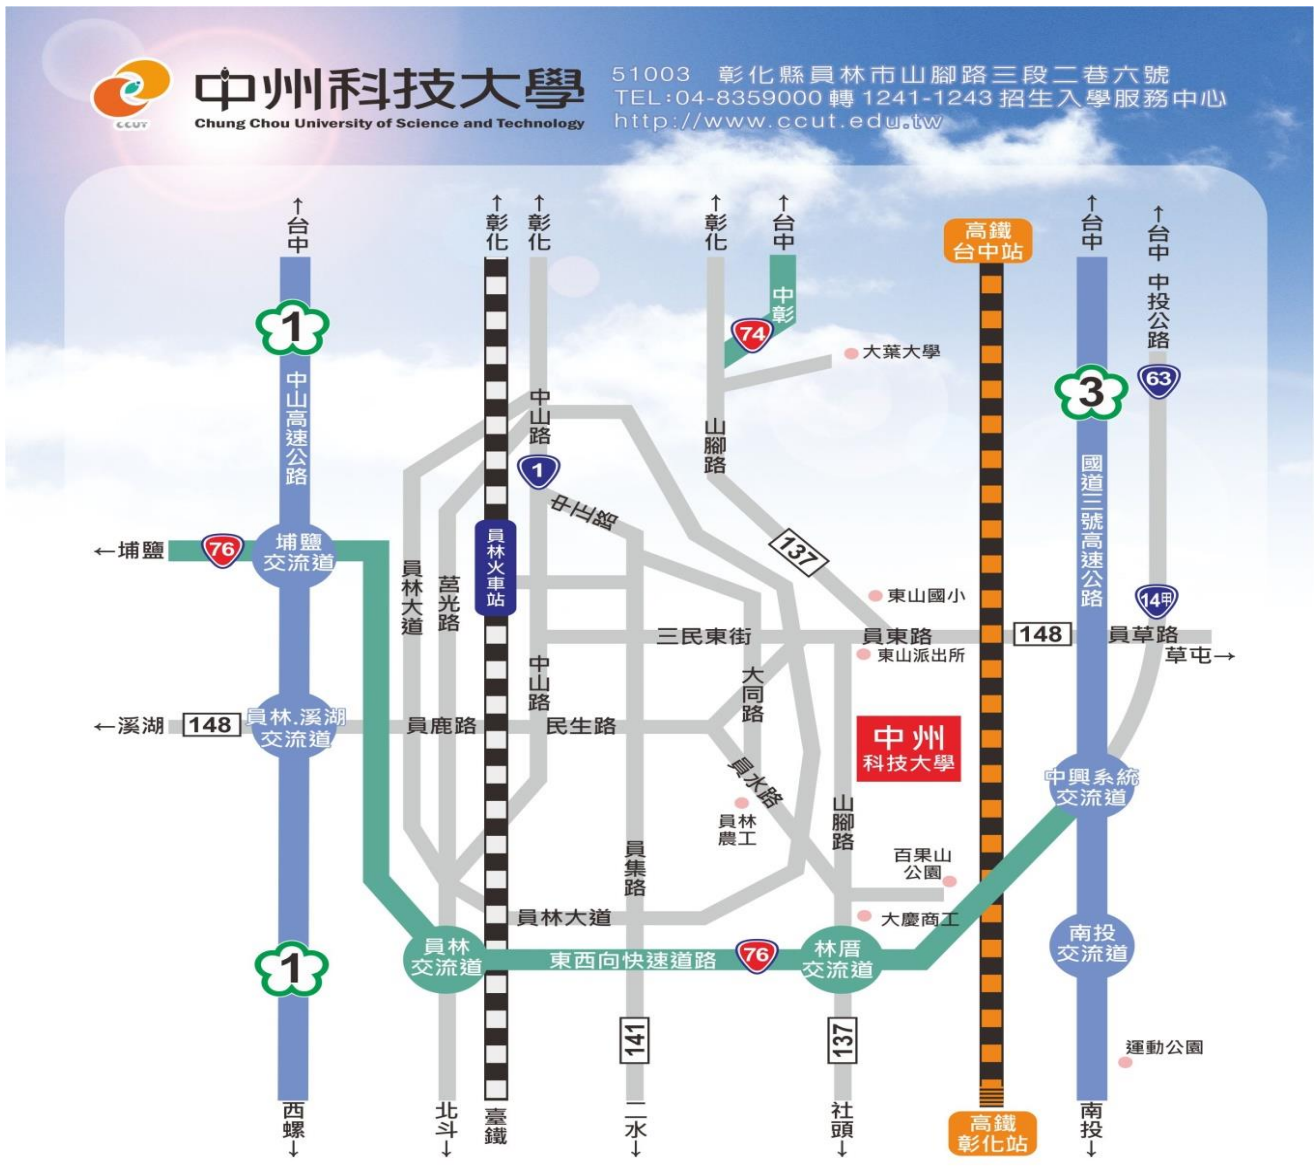 中州科技大學
Chung Chou University of Science and Technology
CCUT
51003 彰化縣員林市山腳路三段二巷六號
TEL:04-8359000 轉 1241-1243 招生入學服務中心
http://www.ccut.edu.tw
←台中
←彰化
←彰化
←彰化
←台中
高鐵
台中站
←台中
←台中 中投公路
1
中山高速公路
中彰
74
大葉大學
3
63
中山路
山腳路
1
中正路
國道三號高速公路
員林火車站
←埔鹽
76
埔鹽
交流道
137
員林大道
莒光路
東山國小
14甲
三民東街
員東路
148
員草路
草屯→
東山派出所
中山路
大同路
←溪湖
148
員林.溪湖
交流道
員鹿路
民生路
中州
科技大學
員水路
中興系統
交流道
員林
農工
山腳路
員集路
百果山
公園
員林大道
大慶商工
1
員林
交流道
東西向快速道路
76
林厝
交流道
南投
交流道
141
137
運動公園
西螺→
北斗→
臺鐵
二水→
社頭→
高鐵
彰化站
南投→